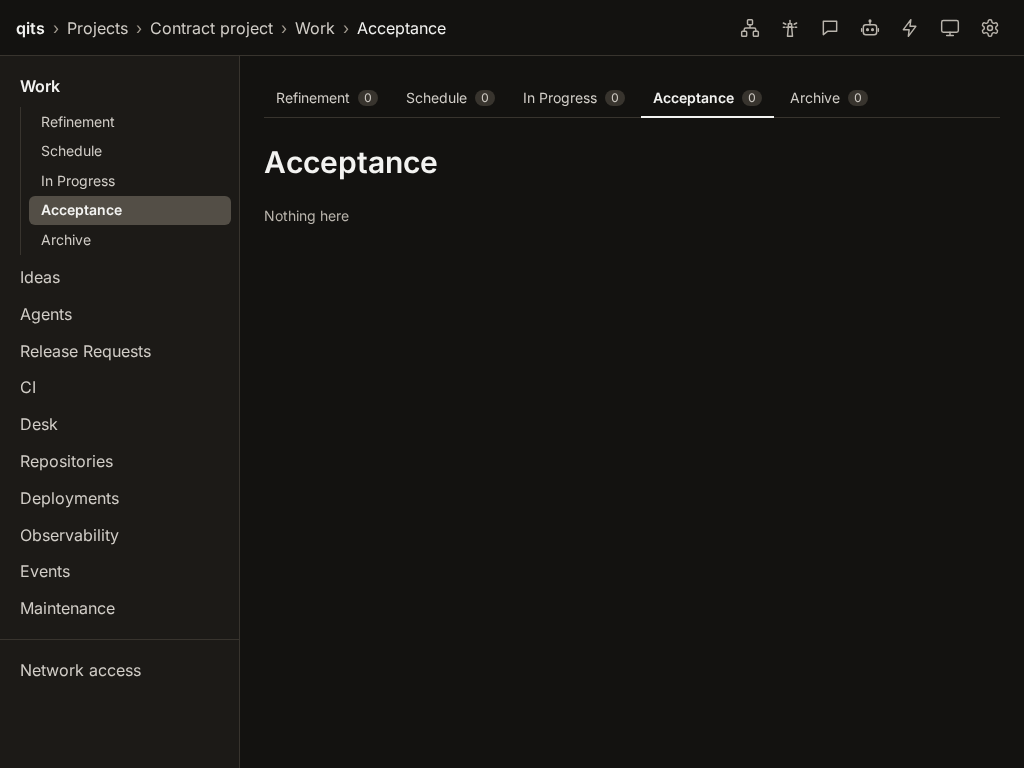 qits › Projects › Contract project › Work › Acceptance
Work
Refinement
Schedule
In Progress
Acceptance
Archive
Ideas
Agents
Release Requests
CI
Desk
Repositories
Deployments
Observability
Events
Maintenance
Network access
Refinement 0 Schedule 0 In Progress 0 Acceptance 0 Archive 0
Acceptance
Nothing here